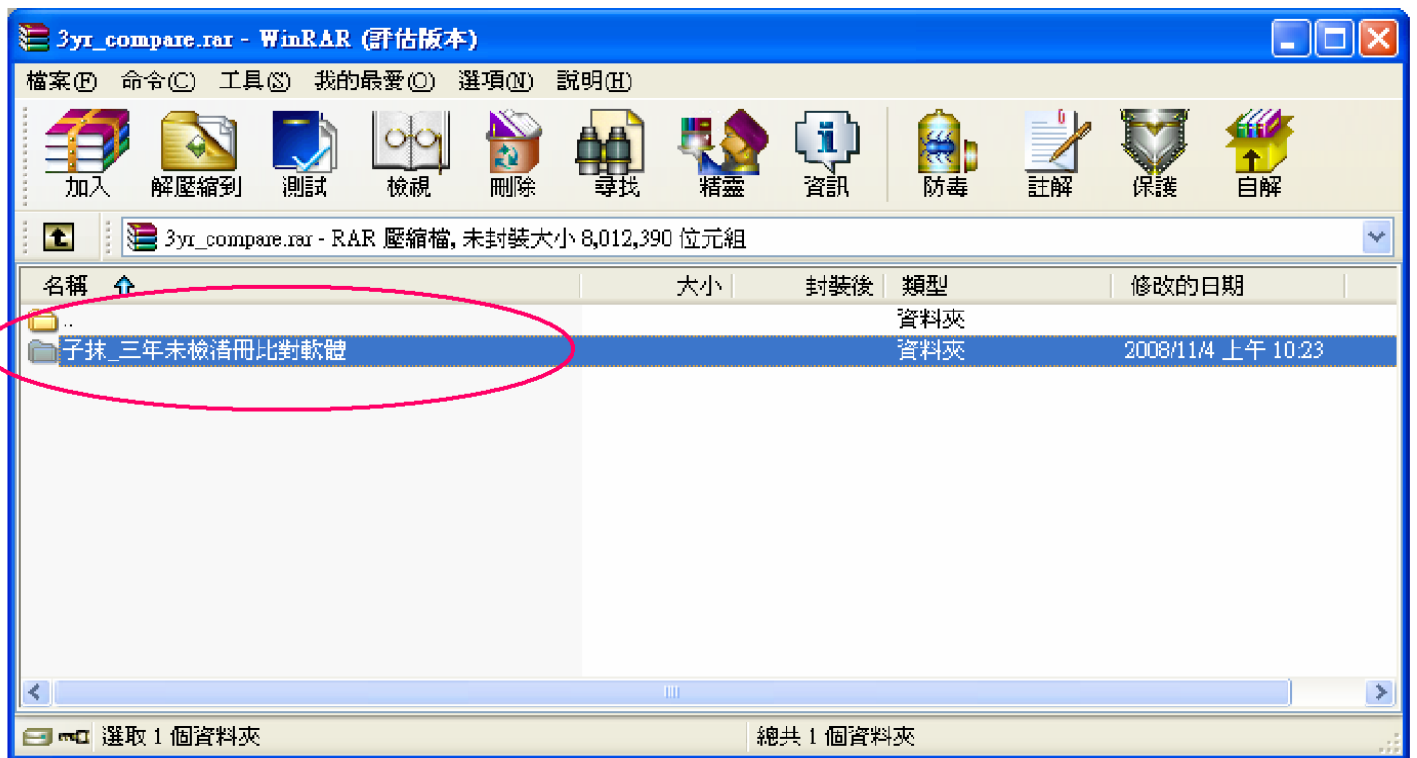 3yr_compare.rar - WinRAR (評估版本)
檔案(F) 命令(C) 工具(S) 我的最愛(O) 選項(N) 說明(H)
加入 解壓縮到 測試 檢視 刪除 尋找 精靈 資訊 防毒 註解 保護 自解
3yr_compare.rar - RAR 壓縮檔, 未封裝大小 8,012,390 位元組
名稱 大小 封裝後 類型 修改的日期
.. 資料夾
子抹_三年未檢清冊比對軟體 資料夾 2008/11/4 上午 10:23
選取 1 個資料夾 總共 1 個資料夾